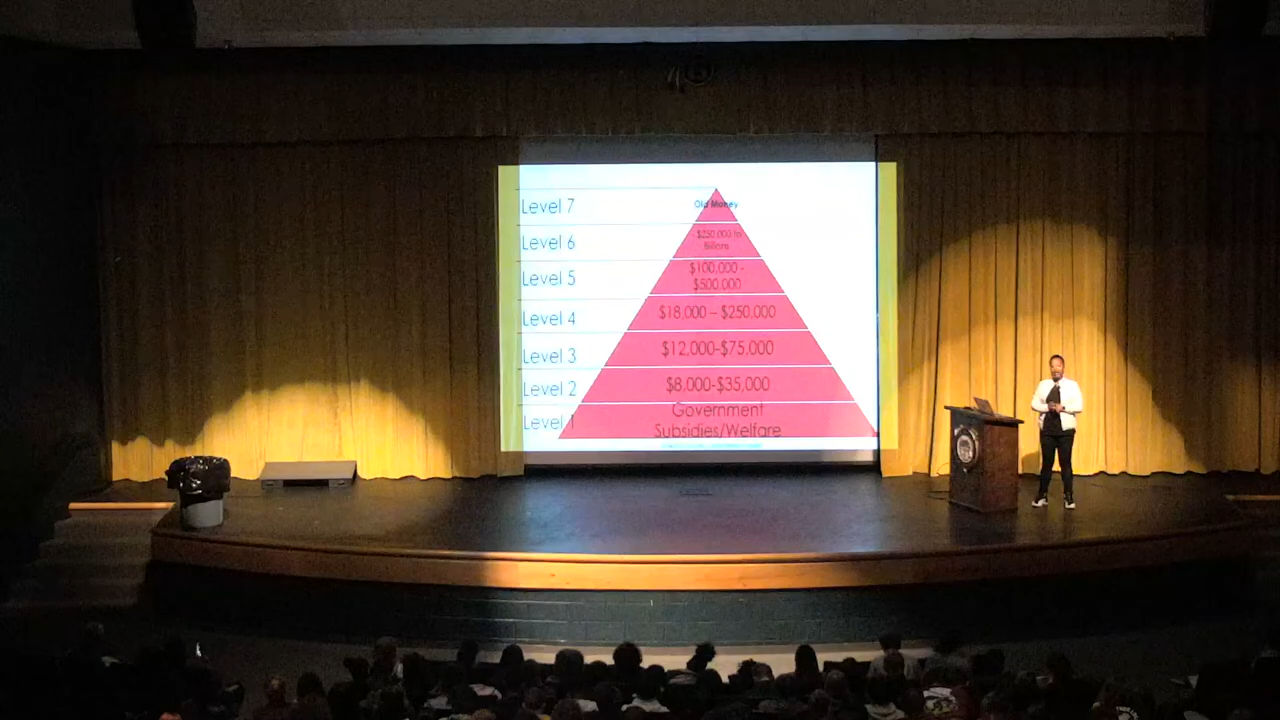 Level 7
Old Money
Level 6
- $250,000 to
Billions
Level 5
$100,000 -
$500,000
Level 4
$18,000 – $250,000
Level 3
$12,000-$75,000
Level 2
$8,000-$35,000
Level 1
Government
Subsidies/Welfare